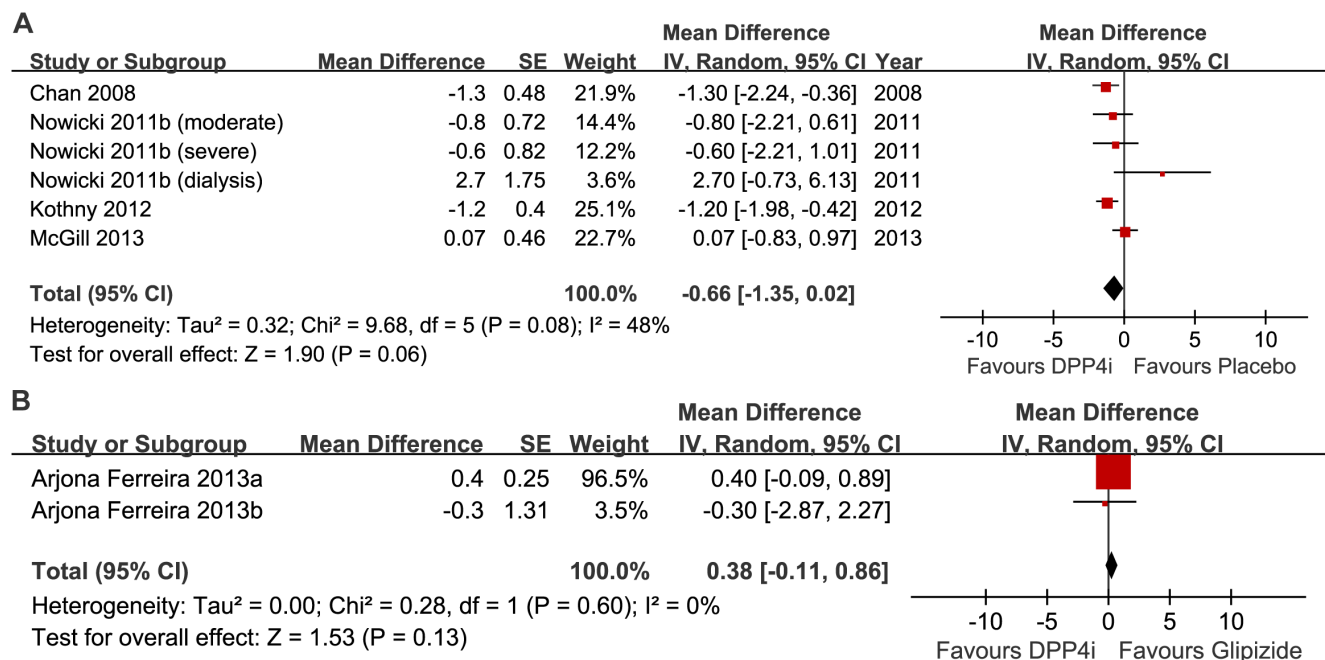 A
Mean Difference Mean Difference
Study or Subgroup Mean Difference SE Weight IV, Random, 95% CI Year IV, Random, 95% CI
Chan 2008 -1.3 0.48 21.9% -1.30 [-2.24, -0.36] 2008
Nowicki 2011b (moderate) -0.8 0.72 14.4% -0.80 [-2.21, 0.61] 2011
Nowicki 2011b (severe) -0.6 0.82 12.2% -0.60 [-2.21, 1.01] 2011
Nowicki 2011b (dialysis) 2.7 1.75 3.6% 2.70 [-0.73, 6.13] 2011
Kothny 2012 -1.2 0.4 25.1% -1.20 [-1.98, -0.42] 2012
McGill 2013 0.07 0.46 22.7% 0.07 [-0.83, 0.97] 2013
Total (95% CI) 100.0% -0.66 [-1.35, 0.02]
Heterogeneity: Tau² = 0.32; Chi² = 9.68, df = 5 (P = 0.08); I² = 48%
Test for overall effect: Z = 1.90 (P = 0.06)
-10 -5 0 5 10
Favours DPP4i Favours Placebo
B
Mean Difference Mean Difference
Study or Subgroup Mean Difference SE Weight IV, Random, 95% CI IV, Random, 95% CI
Arjona Ferreira 2013a 0.4 0.25 96.5% 0.40 [-0.09, 0.89]
Arjona Ferreira 2013b -0.3 1.31 3.5% -0.30 [-2.87, 2.27]
Total (95% CI) 100.0% 0.38 [-0.11, 0.86]
Heterogeneity: Tau² = 0.00; Chi² = 0.28, df = 1 (P = 0.60); I² = 0%
Test for overall effect: Z = 1.53 (P = 0.13)
-10 -5 0 5 10
Favours DPP4i Favours Glipizide